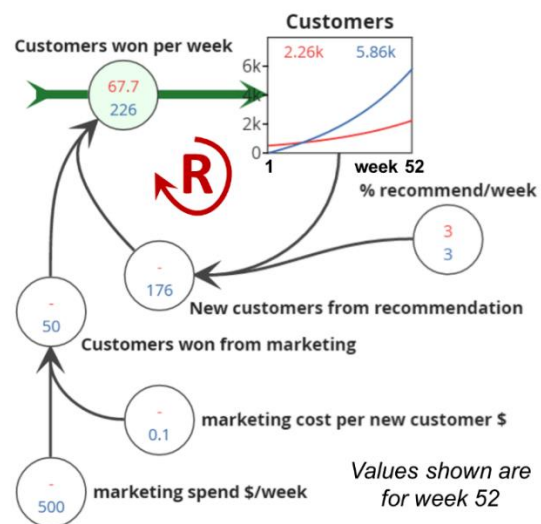 Customers
Customers won per week
2.26k 5.86k
6k
4k
2k
0
1 week 52
67.7
226
R
% recommend/week
3
3
-
176
New customers from recommendation
-
50
Customers won from marketing
-
0.1
marketing cost per new customer $
-
500
marketing spend $/week
Values shown are
for week 52